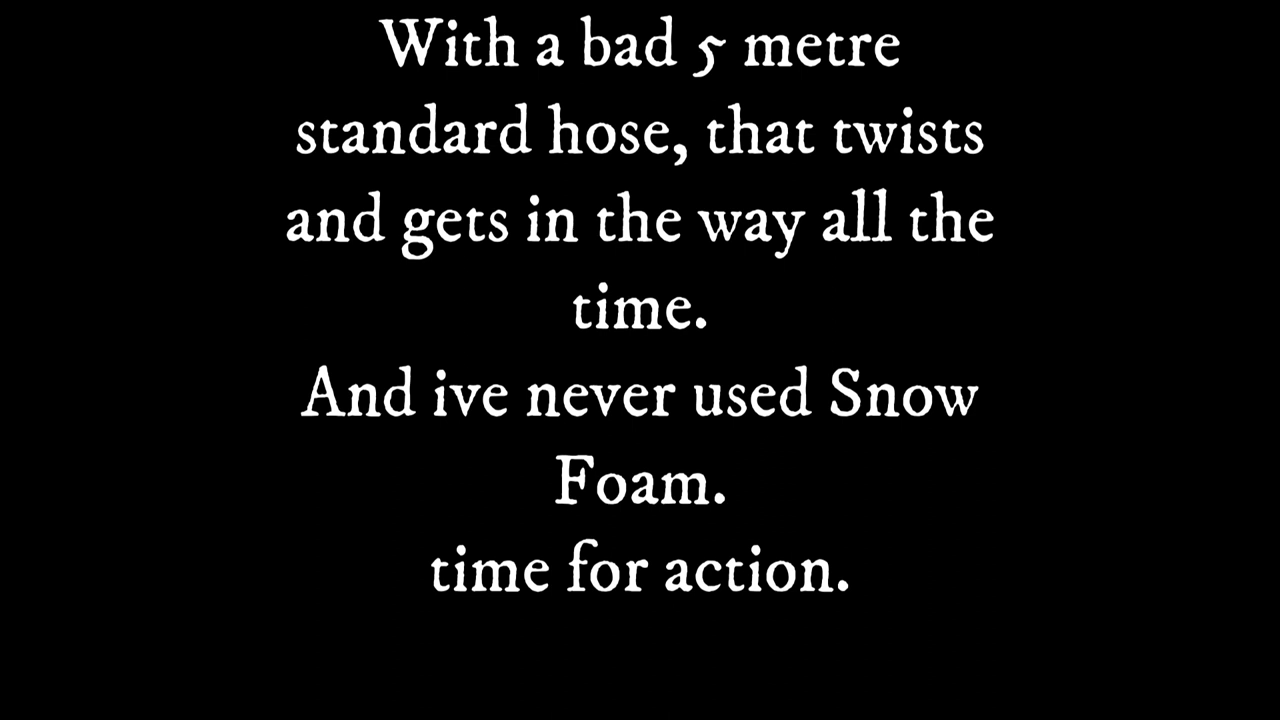 With a bad 5 metre
standard hose, that twists
and gets in the way all the
time.
And ive never used Snow
Foam.
time for action.